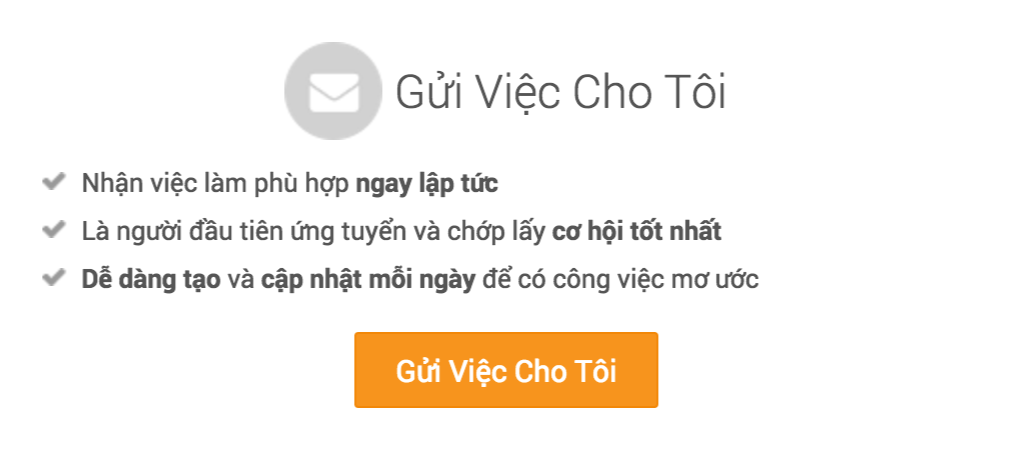 Gửi Việc Cho Tôi
Nhận việc làm phù hợp ngay lập tức
Là người đầu tiên ứng tuyển và chớp lấy cơ hội tốt nhất
Dễ dàng tạo và cập nhật mỗi ngày để có công việc mơ ước
Gửi Việc Cho Tôi